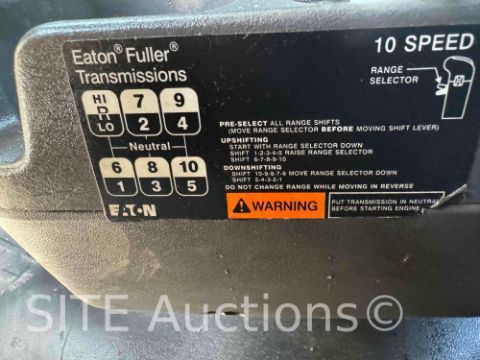 Eaton® Fuller®
Transmissions
10 SPEED
RANGE
SELECTOR
HI
R
LO
7
2
9
4
Neutral
6
1
8
3
10
5
EATON
PRE-SELECT ALL RANGE SHIFTS
(MOVE RANGE SELECTOR BEFORE MOVING SHIFT LEVER)
UPSHIFTING
START WITH RANGE SELECTOR DOWN
SHIFT 1-2-3-4-5 RAISE RANGE SELECTOR
SHIFT 6-7-8-9-10
DOWNSHIFTING
SHIFT 10-9-8-7-6 MOVE RANGE SELECTOR DOWN
SHIFT 5-4-3-2-1
DO NOT CHANGE RANGE WHILE MOVING IN REVERSE
WARNING
PUT TRANSMISSION IN NEUTRAL
BEFORE STARTING ENGINE
SITE Auctions©